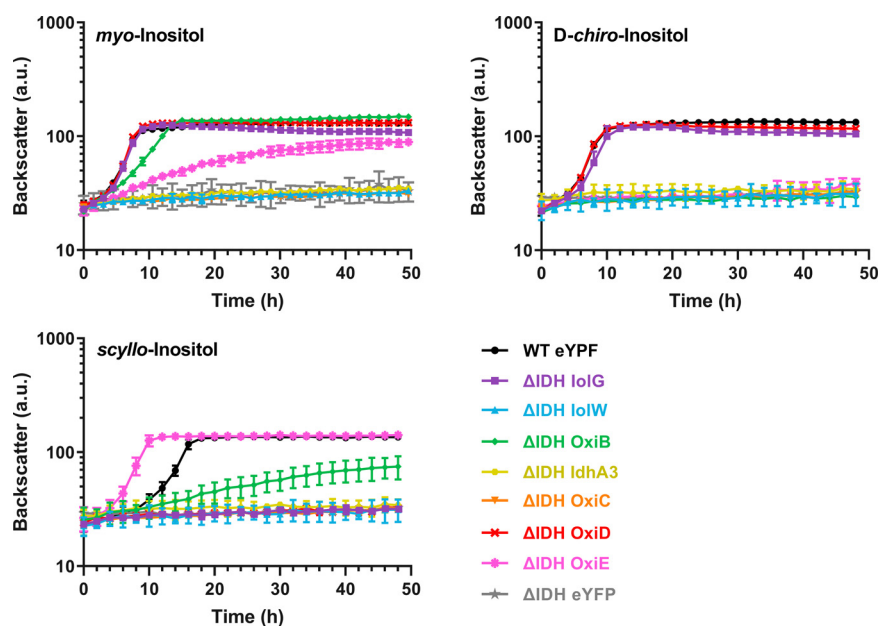 myo-Inositol
Backscatter (a.u.)
1000
100
10
0 10 20 30 40 50
Time (h)
D-chiro-Inositol
Backscatter (a.u.)
1000
100
10
0 10 20 30 40 50
Time (h)
scyllo-Inositol
Backscatter (a.u.)
1000
100
10
0 10 20 30 40 50
Time (h)
WT eYPF
ΔIDH IolG
ΔIDH IolW
ΔIDH OxiB
ΔIDH IdhA3
ΔIDH OxiC
ΔIDH OxiD
ΔIDH OxiE
ΔIDH eYFP